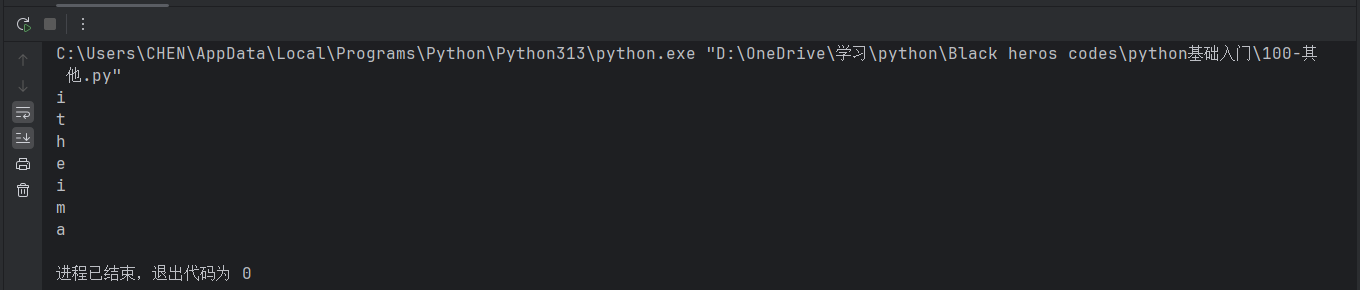 C:\Users\CHEN\AppData\Local\Programs\Python\Python313\python.exe "D:\OneDrive\学习\python\Black heros codes\python基础入门\100-其
他.py"
i
t
h
e
i
m
a
进程已结束，退出代码为 0